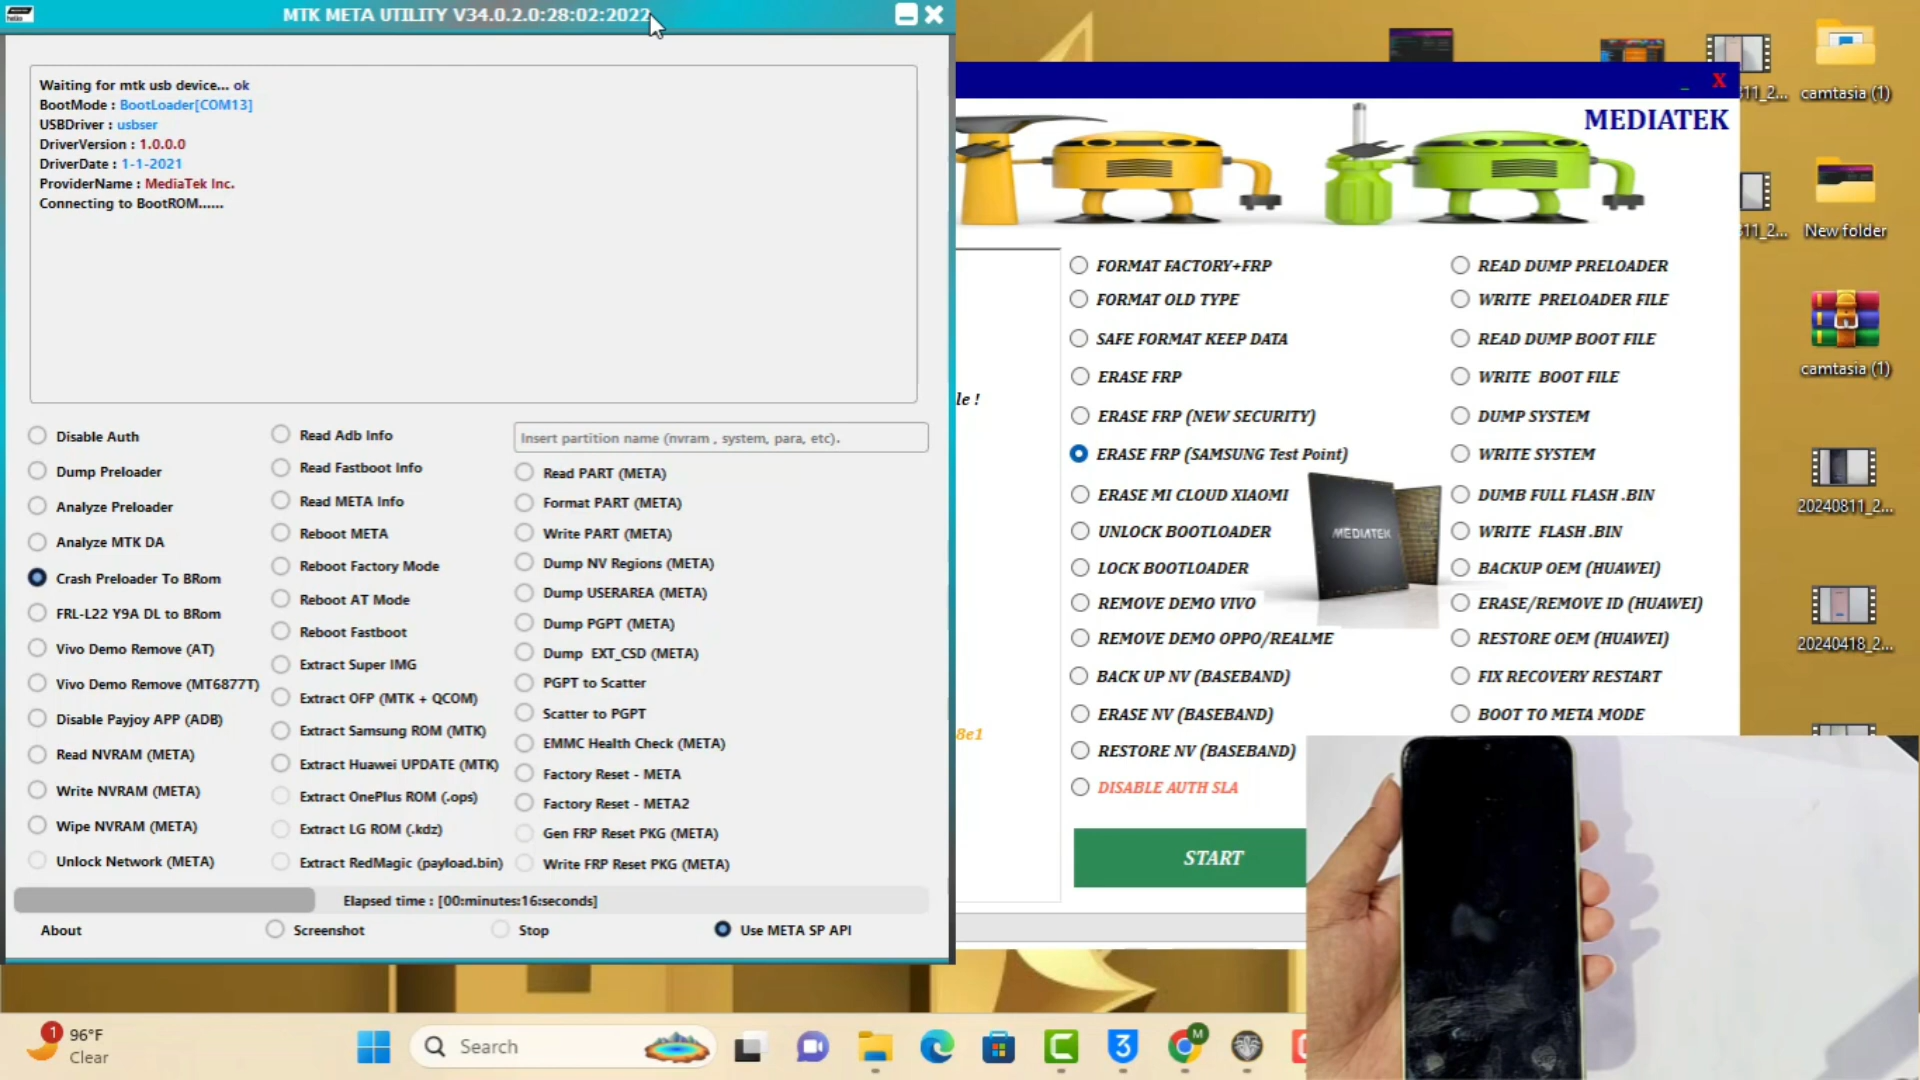 MTK META UTILITY V34.0.2.0:28:02:2022
Waiting for mtk usb device... ok
BootMode : BootLoader[COM13]
USBDriver : usbser
DriverVersion : 1.0.0.0
DriverDate : 1-1-2021
ProviderName : MediaTek Inc.
Connecting to BootROM......
Disable Auth
Dump Preloader
Analyze Preloader
Analyze MTK DA
Crash Preloader To BRom
FRL-L22 Y9A DL to BRom
Vivo Demo Remove (AT)
Vivo Demo Remove (MT6877T)
Disable Payjoy APP (ADB)
Read NVRAM (META)
Write NVRAM (META)
Wipe NVRAM (META)
Unlock Network (META)
Read Adb Info
Read Fastboot Info
Read META Info
Reboot META
Reboot Factory Mode
Reboot AT Mode
Reboot Fastboot
Extract Super IMG
Extract OFP (MTK + QCOM)
Extract Samsung ROM (MTK)
Extract Huawei UPDATE (MTK)
Extract OnePlus ROM (.ops)
Extract LG ROM (.kdz)
Extract RedMagic (payload.bin)
Insert partition name (nvram , system, para, etc).
Read PART (META)
Format PART (META)
Write PART (META)
Dump NV Regions (META)
Dump USERAREA (META)
Dump PGPT (META)
Dump  EXT_CSD (META)
PGPT to Scatter
Scatter to PGPT
EMMC Health Check (META)
Factory Reset - META
Factory Reset - META2
Gen FRP Reset PKG (META)
Write FRP Reset PKG (META)
Elapsed time : [00:minutes:16:seconds]
About
Screenshot
Stop
Use META SP API
MEDIATEK
le !
8e1
FORMAT FACTORY+FRP
FORMAT OLD TYPE
SAFE FORMAT KEEP DATA
ERASE FRP
ERASE FRP (NEW SECURITY)
ERASE FRP (SAMSUNG Test Point)
ERASE MI CLOUD XIAOMI
UNLOCK BOOTLOADER
LOCK BOOTLOADER
REMOVE DEMO VIVO
REMOVE DEMO OPPO/REALME
BACK UP NV (BASEBAND)
ERASE NV (BASEBAND)
RESTORE NV (BASEBAND)
DISABLE AUTH SLA
START
MEDIATEK
READ DUMP PRELOADER
WRITE  PRELOADER FILE
READ DUMP BOOT FILE
WRITE  BOOT FILE
DUMP SYSTEM
WRITE SYSTEM
DUMB FULL FLASH .BIN
WRITE  FLASH .BIN
BACKUP OEM (HUAWEI)
ERASE/REMOVE ID (HUAWEI)
RESTORE OEM (HUAWEI)
FIX RECOVERY RESTART
BOOT TO META MODE
X
11_2...
camtasia (1)
11_2...
New folder
camtasia (1)
20240811_2...
20240418_2...
1
96°F
Clear
Search
3
M